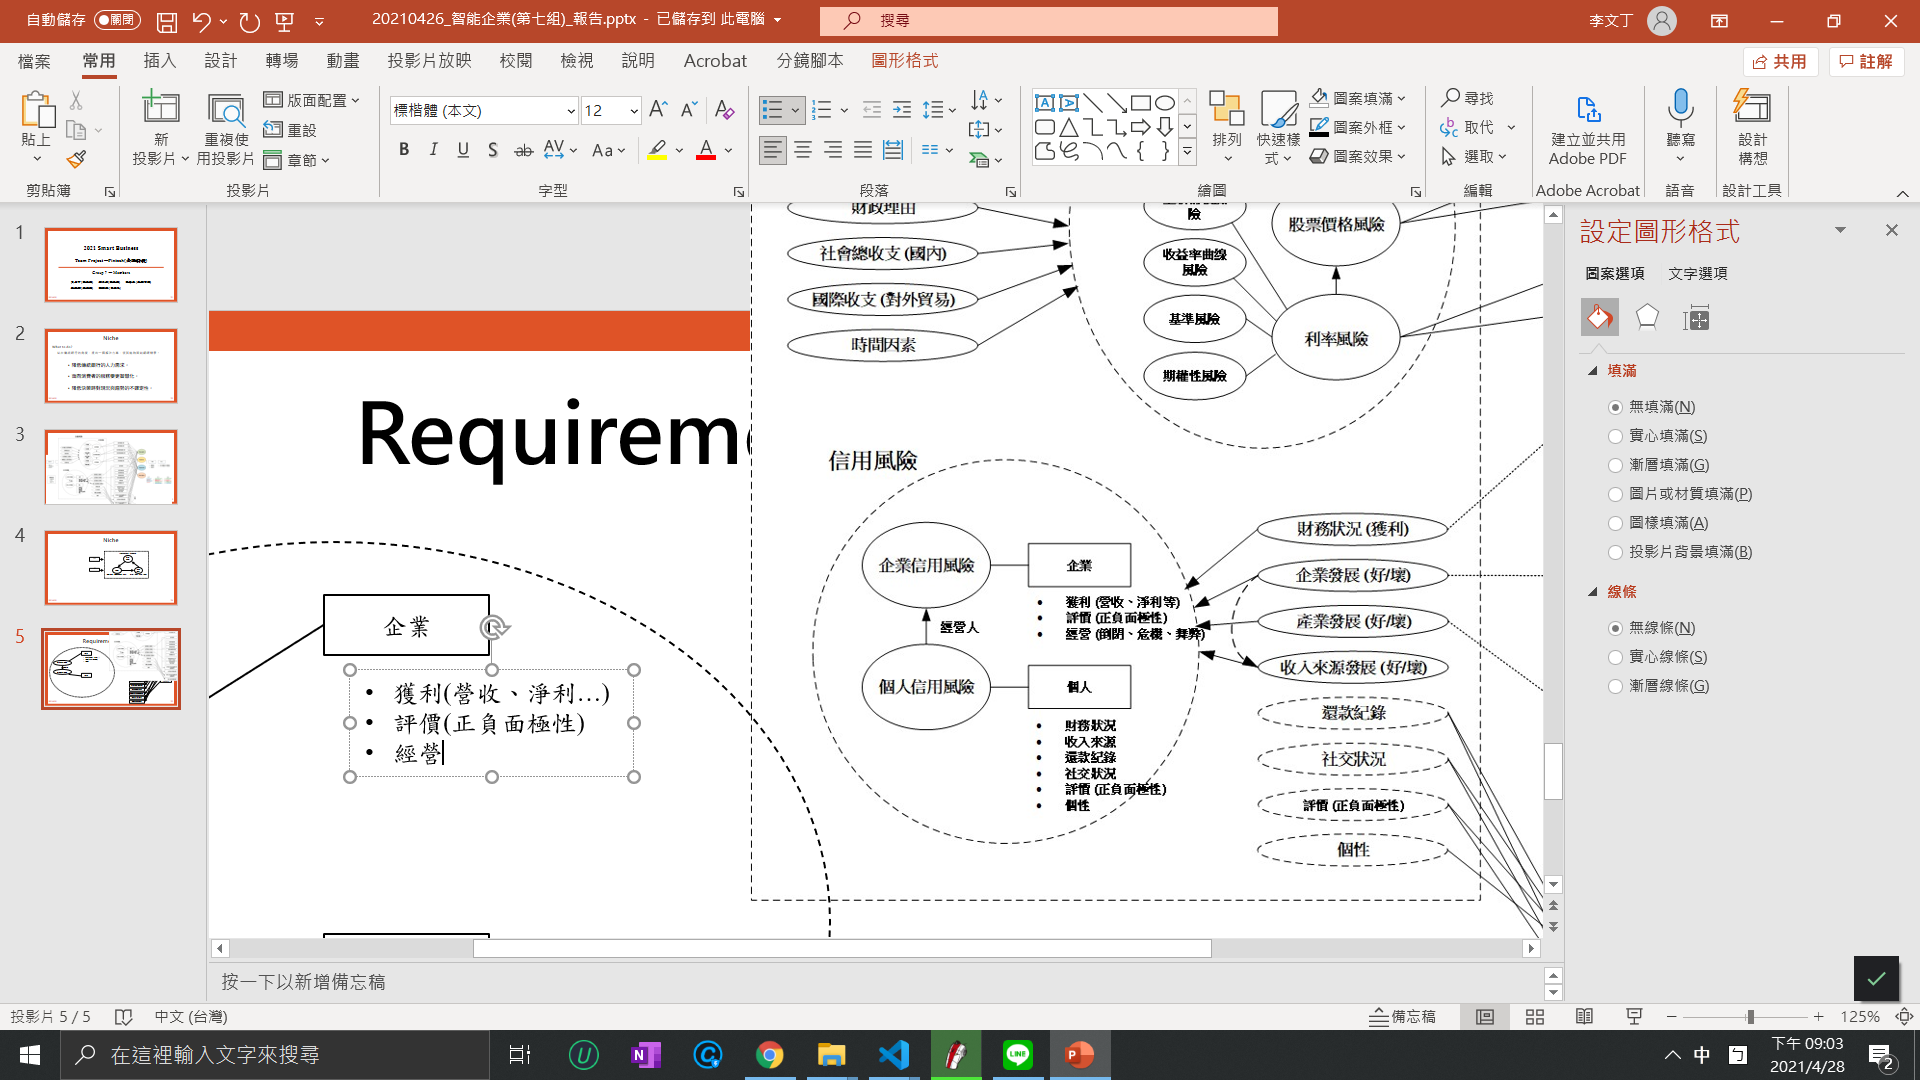 自動儲存
關閉
20210426_智能企業(第七組)_報告.pptx - 已儲存到 此電腦
搜尋
李文丁
檔案
常用
插入
設計
轉場
動畫
投影片放映
校閱
檢視
說明
Acrobat
分鏡腳本
圖形格式
共用
註解
貼上
剪貼簿
新
投影片
重複使
用投影片
版面配置
重設
章節
投影片
標楷體 (本文)
12
B I U S ab AV Aa
字型
段落
排列
快速樣
式
圖案填滿
圖案外框
圖案效果
繪圖
尋找
取代
選取
編輯
建立並共用
Adobe PDF
Adobe Acrobat
聽寫
語音
設計
構想
設計工具
1
2021 Smart Business
2
Niche
3
4
Niche
5
Requirem
Requirem
企業
獲利(營收、淨利...)
評價(正負面極性)
經營
財政理由
社會總收支 (國內)
國際收支 (對外貿易)
時間因素
險
收益率曲線
風險
基準風險
期權性風險
股票價格風險
利率風險
信用風險
企業信用風險
企業
獲利 (營收、淨利等)
評價 (正負面極性)
經營 (倒閉、危機、舞弊)
經營人
個人信用風險
個人
財務狀況
收入來源
還款紀錄
社交狀況
評價 (正負面極性)
個性
財務狀況 (獲利)
企業發展 (好/壞)
產業發展 (好/壞)
收入來源發展 (好/壞)
還款紀錄
社交狀況
評價 (正負面極性)
個性
設定圖形格式
圖案選項
文字選項
填滿
無填滿(N)
實心填滿(S)
漸層填滿(G)
圖片或材質填滿(P)
圖樣填滿(A)
投影片背景填滿(B)
線條
無線條(N)
實心線條(S)
漸層線條(G)
按一下以新增備忘稿
投影片 5 / 5
中文 (台灣)
備忘稿
125%
在這裡輸入文字來搜尋
中
下午 09:03
2021/4/28
2